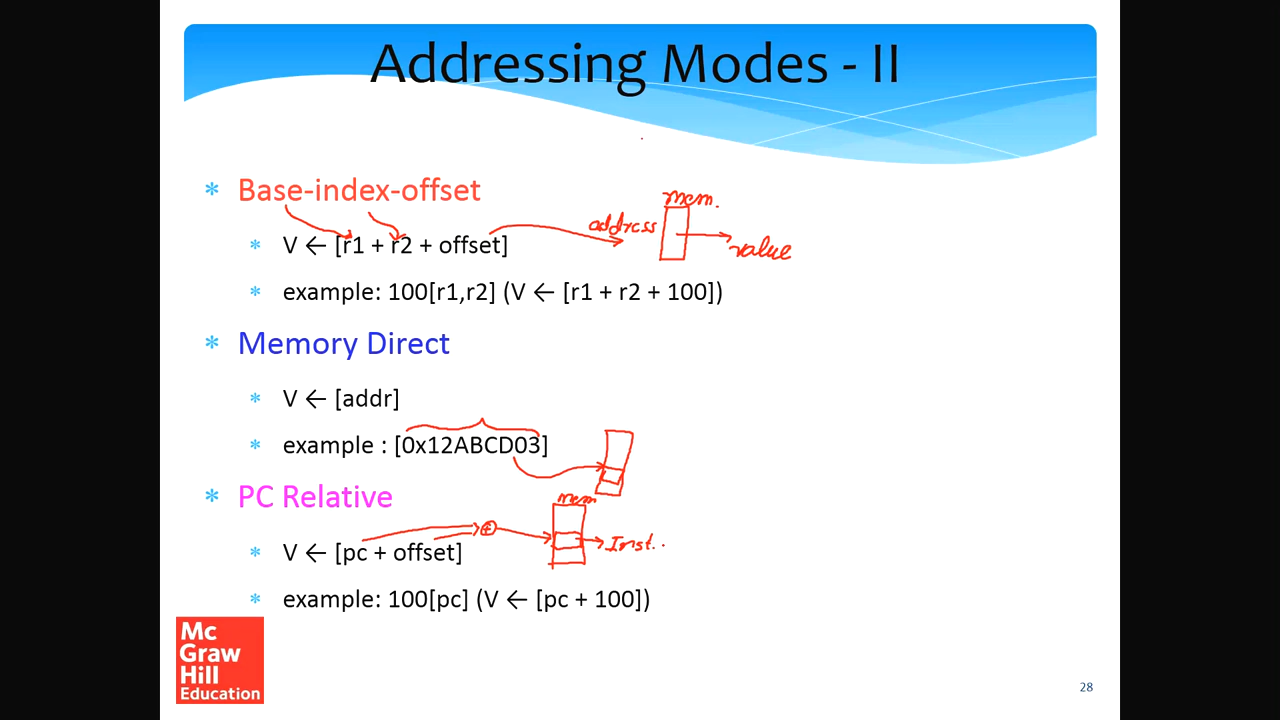 Addressing Modes - II
* Base-index-offset
mem.
* V ← [r1 + r2 + offset]
address
value
* example: 100[r1,r2] (V ← [r1 + r2 + 100])
* Memory Direct
* V ← [addr]
* example : [0x12ABCD03]
* PC Relative
mem
* V ← [pc + offset]
+
Inst..
* example: 100[pc] (V ← [pc + 100])
Mc
Graw
Hill
Education
28